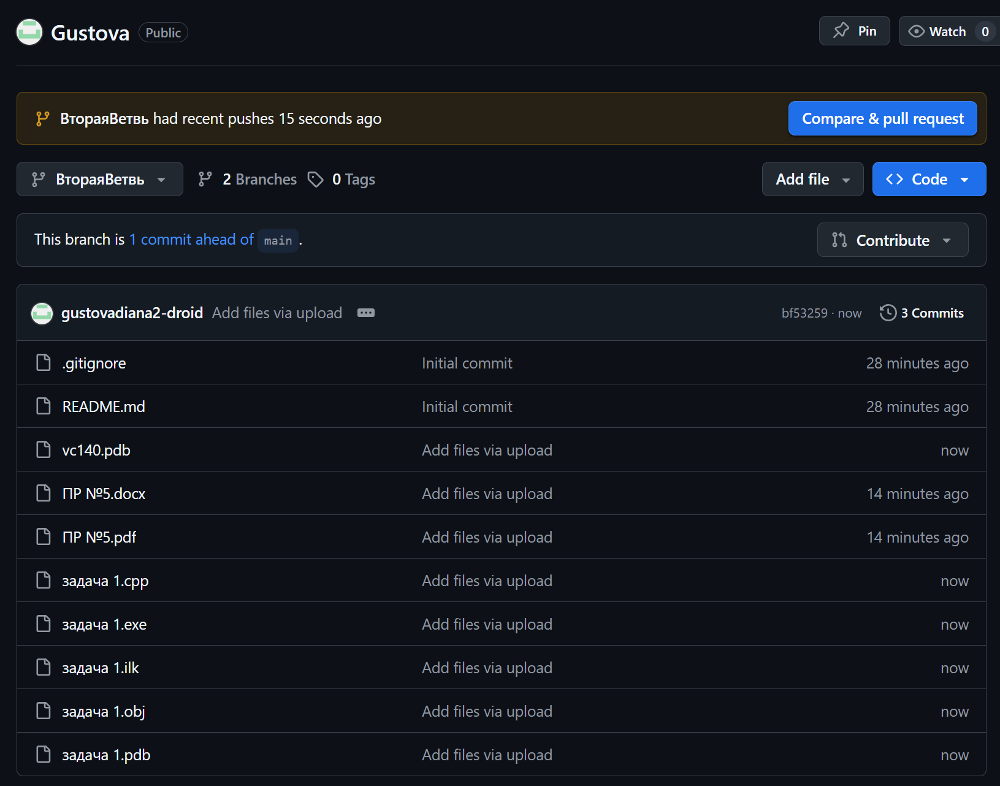 Gustova Public Pin Watch 0
ВтораяВетвь had recent pushes 15 seconds ago Compare & pull request
ВтораяВетвь 2 Branches 0 Tags Add file Code
This branch is 1 commit ahead of main. Contribute
gustovadiana2-droid Add files via upload bf53259 · now 3 Commits
.gitignore Initial commit 28 minutes ago
README.md Initial commit 28 minutes ago
vc140.pdb Add files via upload now
ПР №5.docx Add files via upload 14 minutes ago
ПР №5.pdf Add files via upload 14 minutes ago
задача 1.cpp Add files via upload now
задача 1.exe Add files via upload now
задача 1.ilk Add files via upload now
задача 1.obj Add files via upload now
задача 1.pdb Add files via upload now